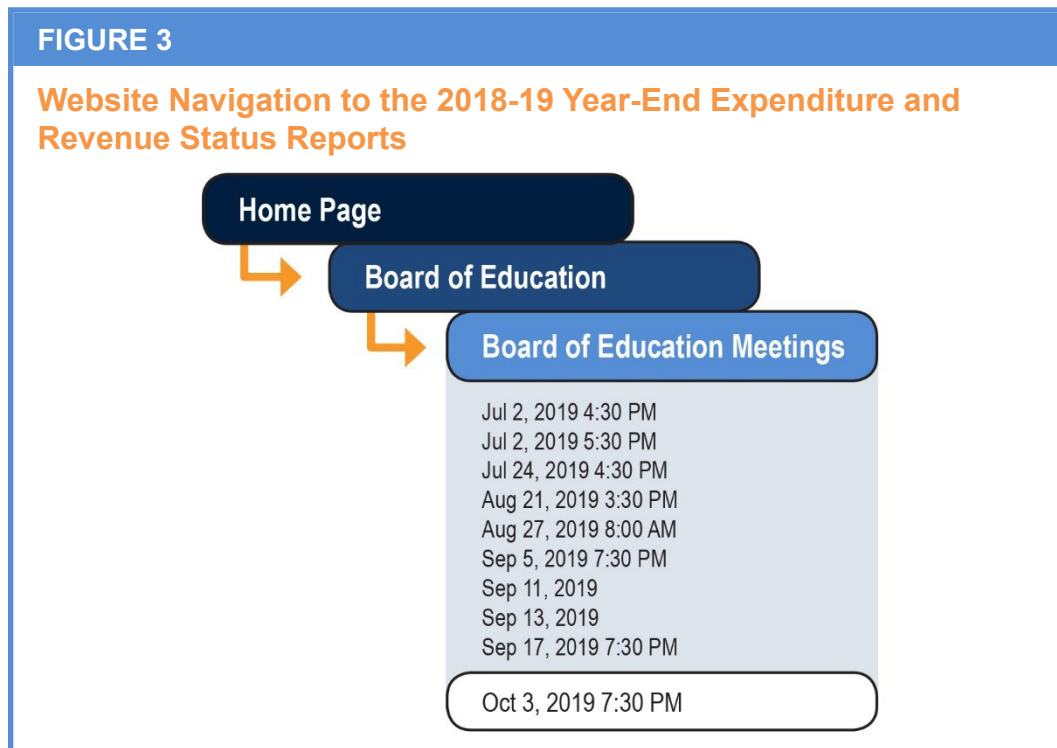 FIGURE 3
Website Navigation to the 2018-19 Year-End Expenditure and
Revenue Status Reports
Home Page
Board of Education
Board of Education Meetings
Jul 2, 2019 4:30 PM
Jul 2, 2019 5:30 PM
Jul 24, 2019 4:30 PM
Aug 21, 2019 3:30 PM
Aug 27, 2019 8:00 AM
Sep 5, 2019 7:30 PM
Sep 11, 2019
Sep 13, 2019
Sep 17, 2019 7:30 PM
Oct 3, 2019 7:30 PM